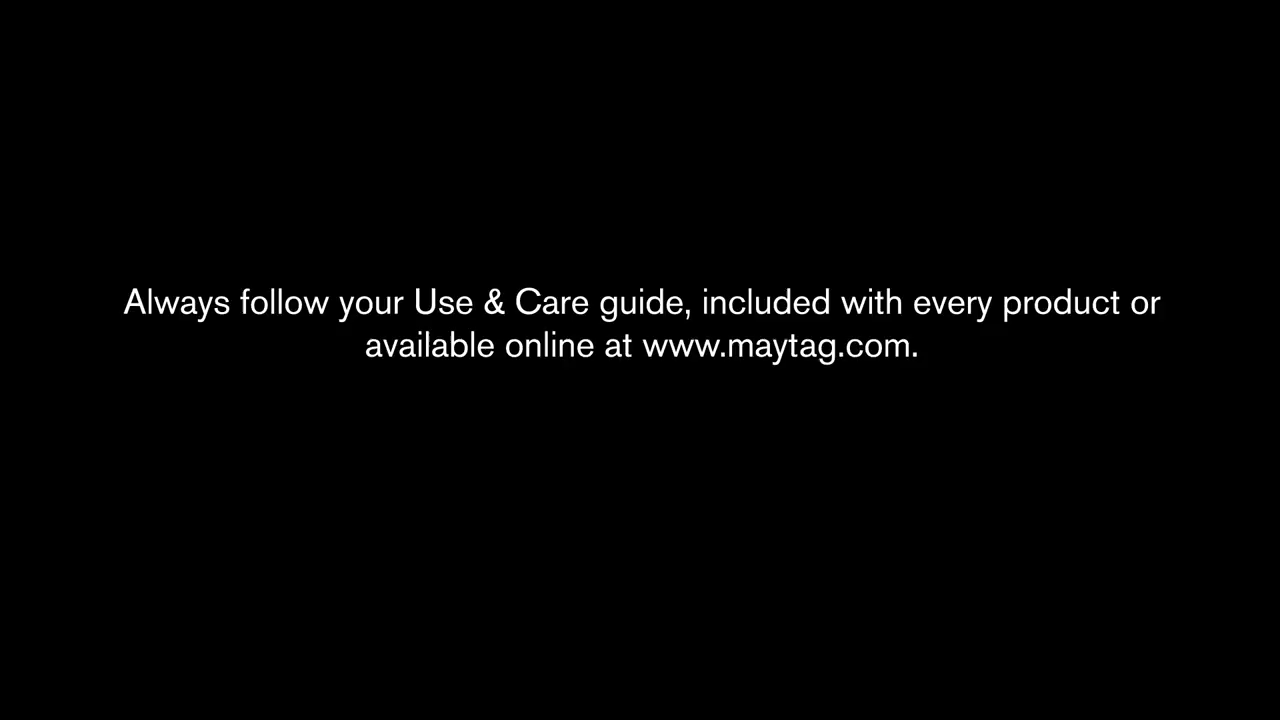 Always follow your Use & Care guide, included with every product or
available online at www.maytag.com.